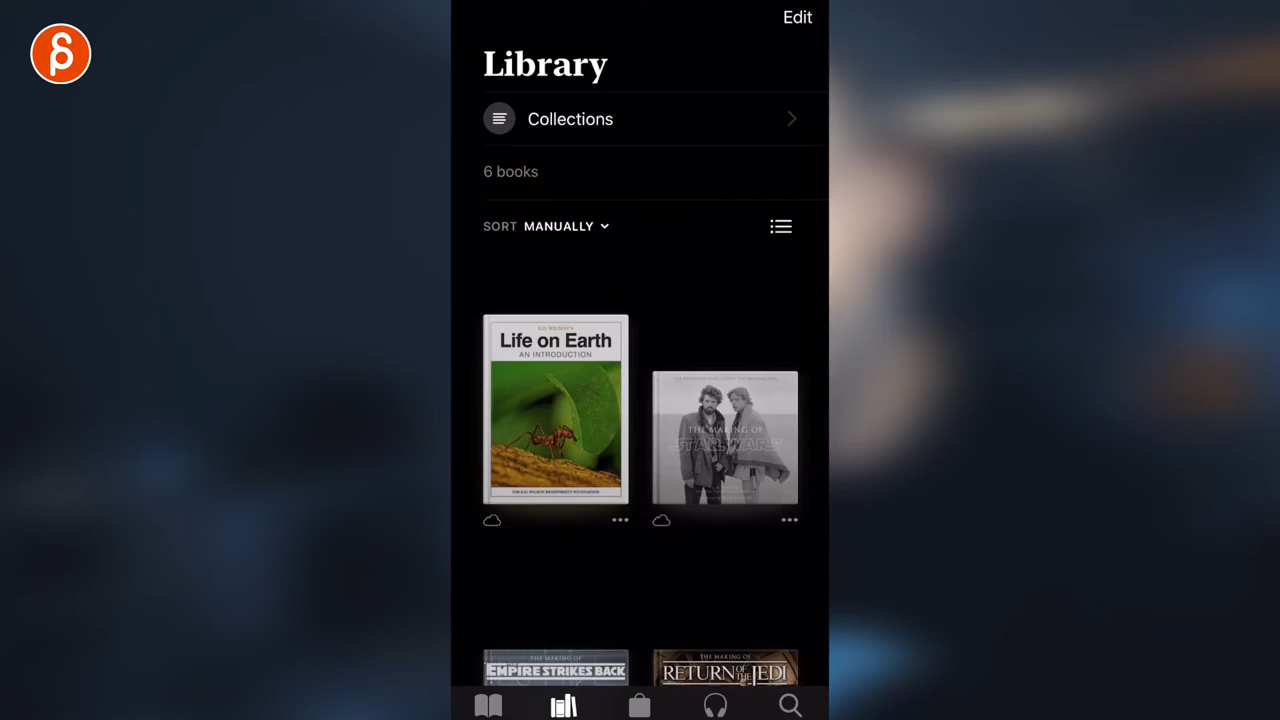 Edit
Library
Collections
6 books
SORT MANUALLY
Life on Earth
AN INTRODUCTION
THE MAKING OF
STAR WARS
THE MAKING OF
EMPIRE STRIKES BACK
THE MAKING OF
RETURN OF THE JEDI